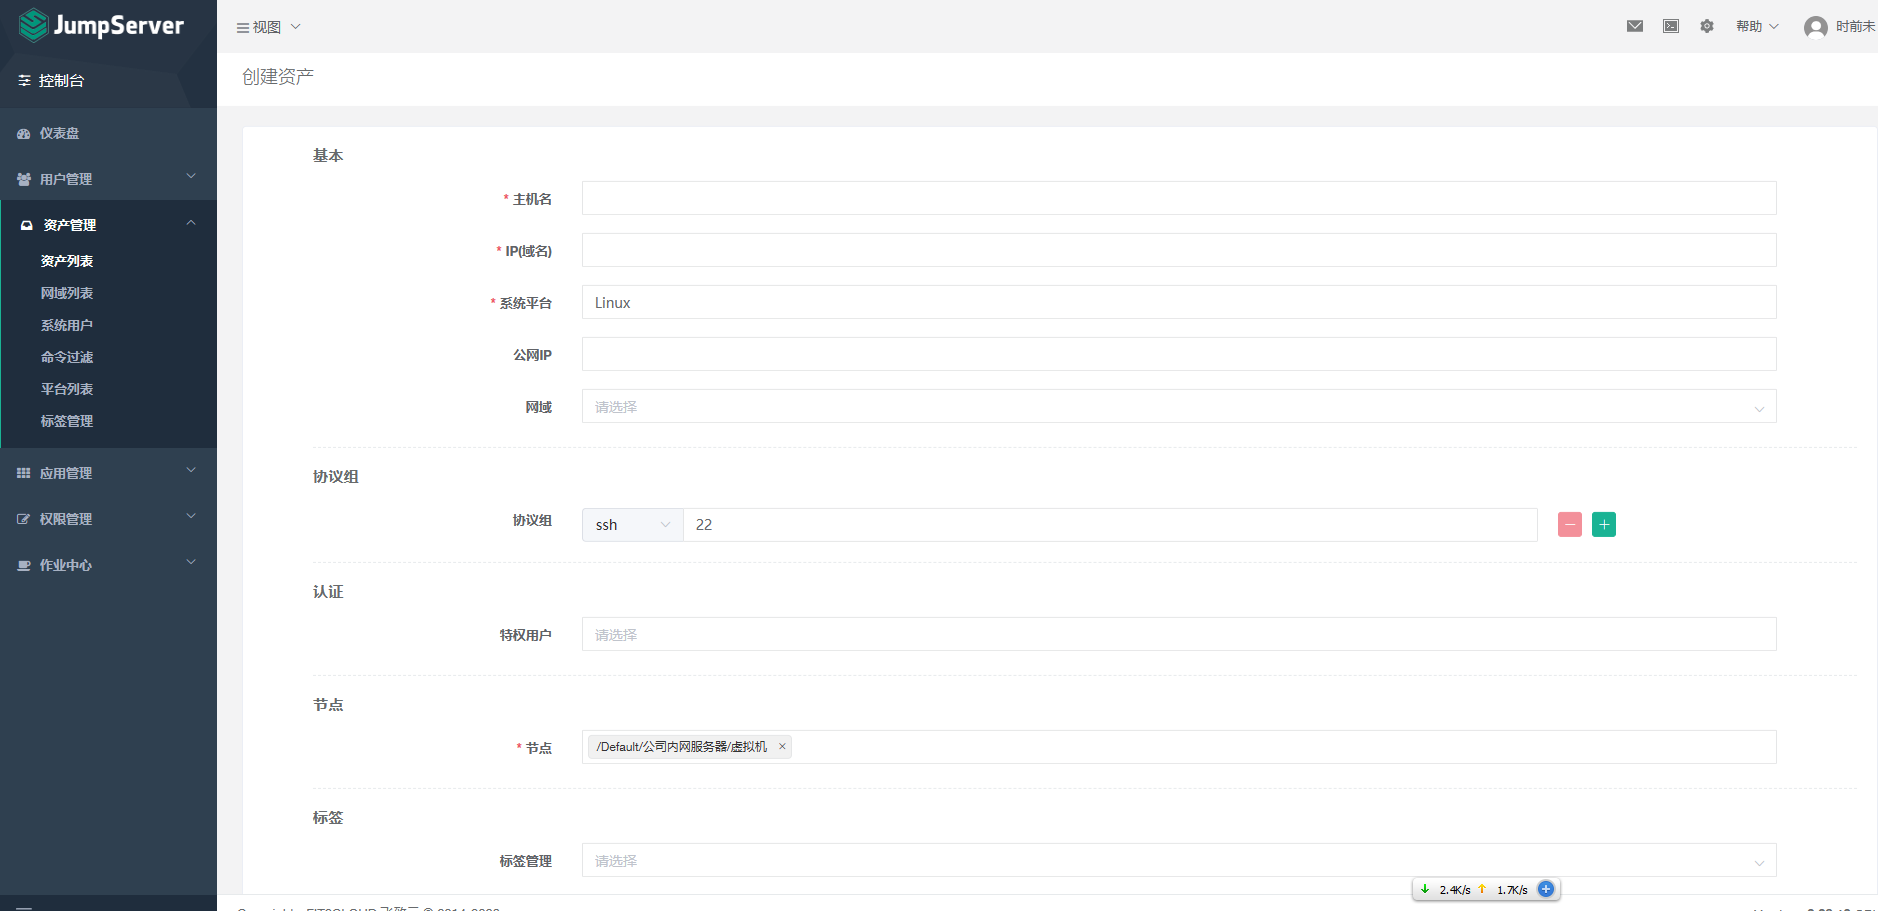 JumpServer
视图
帮助
时前未
控制台
创建资产
仪表盘
用户管理
资产管理
资产列表
网域列表
系统用户
命令过滤
平台列表
标签管理
应用管理
权限管理
作业中心
基本
* 主机名
* IP(域名)
* 系统平台 Linux
公网IP
网域 请选择
协议组
协议组 ssh 22
认证
特权用户 请选择
节点
* 节点 /Default/公司内网服务器/虚拟机 ×
标签
标签管理 请选择
2.4K/s 1.7K/s